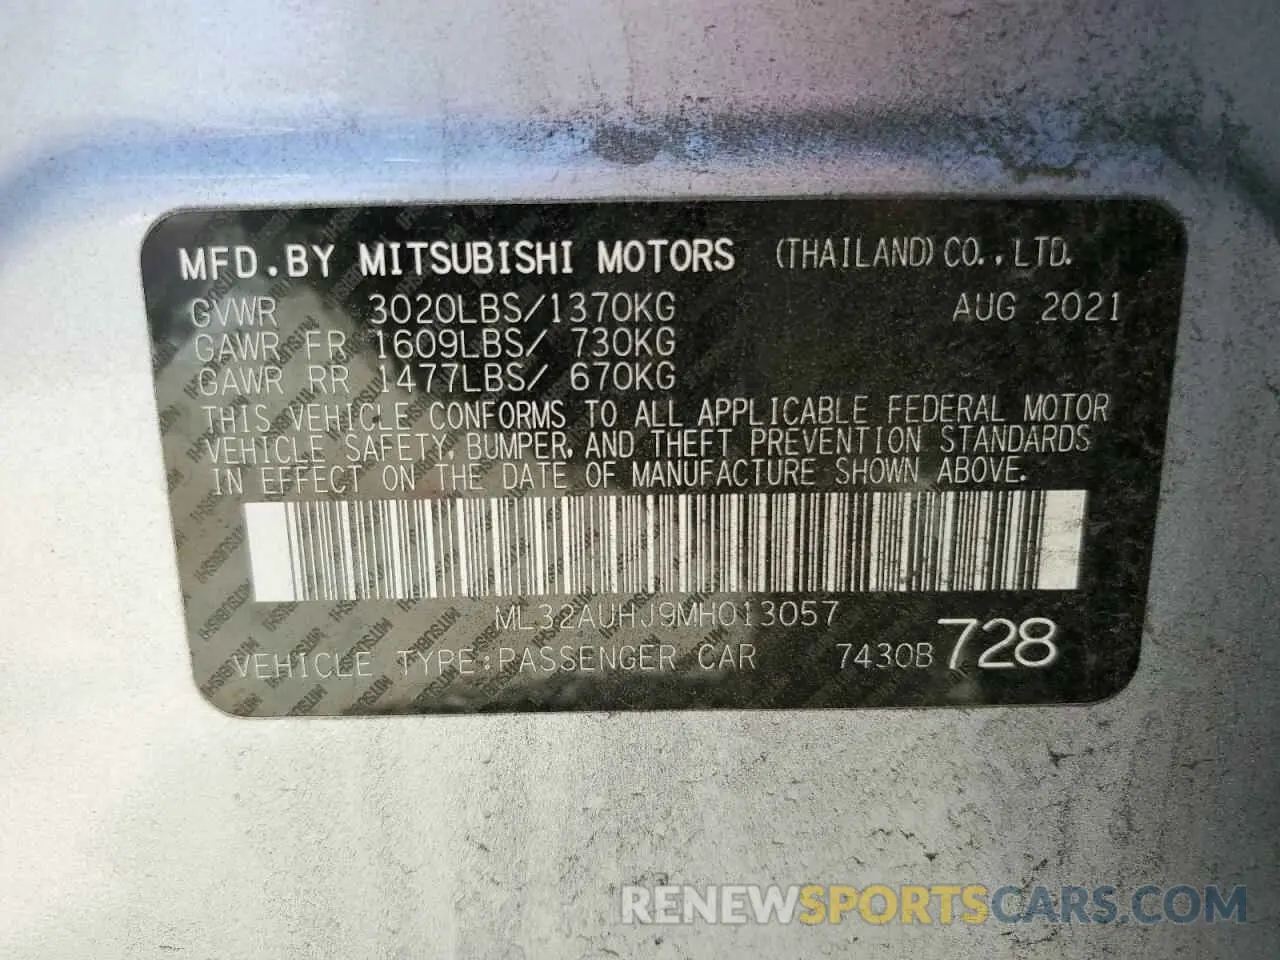 MFD.BY MITSUBISHI MOTORS (THAILAND) CO.,LTD.
GVWR 3020LBS/1370KG AUG 2021
GAWR FR 1609LBS/ 730KG
GAWR RR 1477LBS/ 670KG
THIS VEHICLE CONFORMS TO ALL APPLICABLE FEDERAL MOTOR
VEHICLE SAFETY, BUMPER, AND THEFT PREVENTION STANDARDS
IN EFFECT ON THE DATE OF MANUFACTURE SHOWN ABOVE.
ML32AUHJ9MH013057
VEHICLE TYPE:PASSENGER CAR 7430B 728
RENEWSPORTSCARS.COM